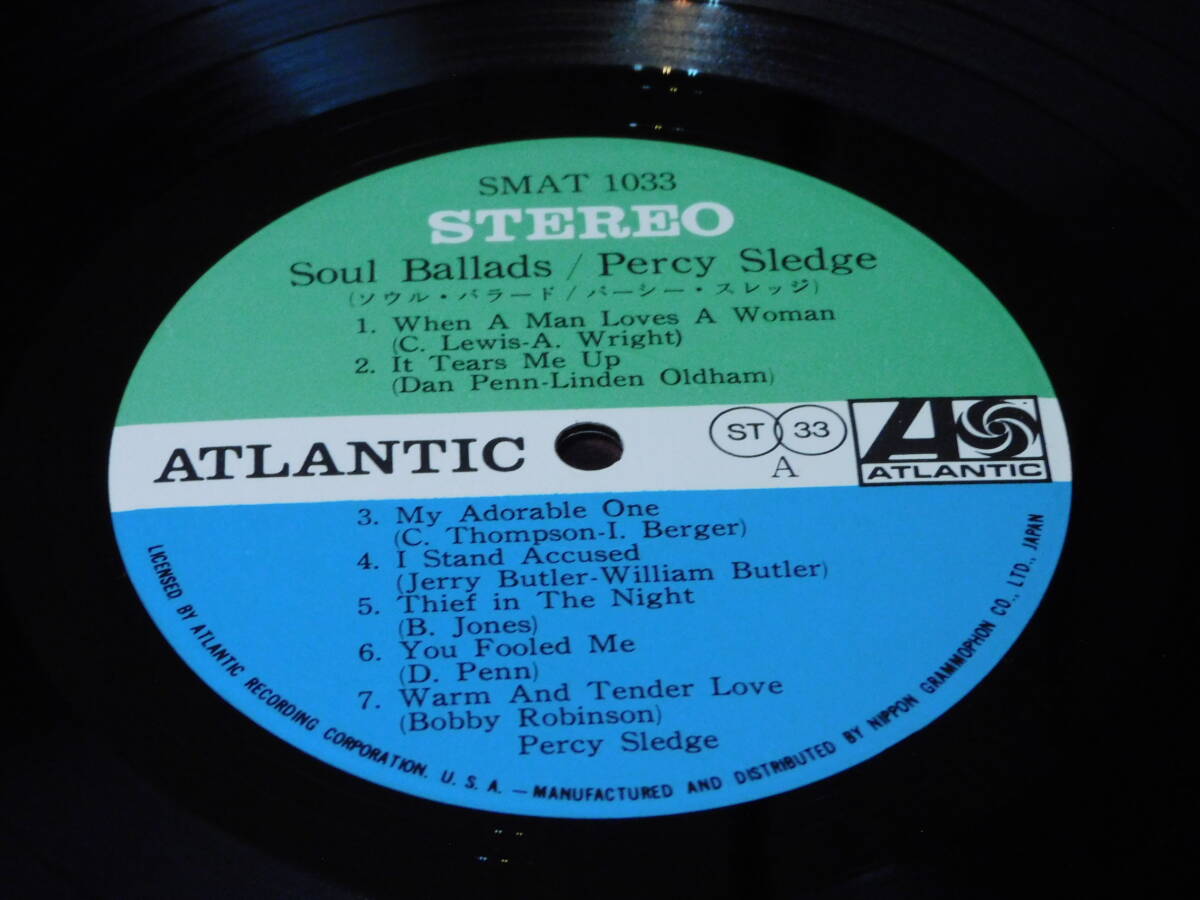 SMAT 1033
STEREO
Soul Ballads / Percy Sledge
(ソウル・バラード/パーシー・スレッジ)
1. When A Man Loves A Woman
(C. Lewis-A. Wright)
2. It Tears Me Up
(Dan Penn-Linden Oldham)
ATLANTIC
ST 33
A
ATLANTIC
3. My Adorable One
(C. Thompson-I. Berger)
4. I Stand Accused
(Jerry Butler-William Butler)
5. Thief in The Night
(B. Jones)
6. You Fooled Me
(D. Penn)
7. Warm And Tender Love
(Bobby Robinson)
Percy Sledge
LICENSED BY ATLANTIC RECORDING CORPORATION. U. S. A. — MANUFACTURED AND DISTRIBUTED BY NIPPON GRAMMOPHON CO., LTD., JAPAN